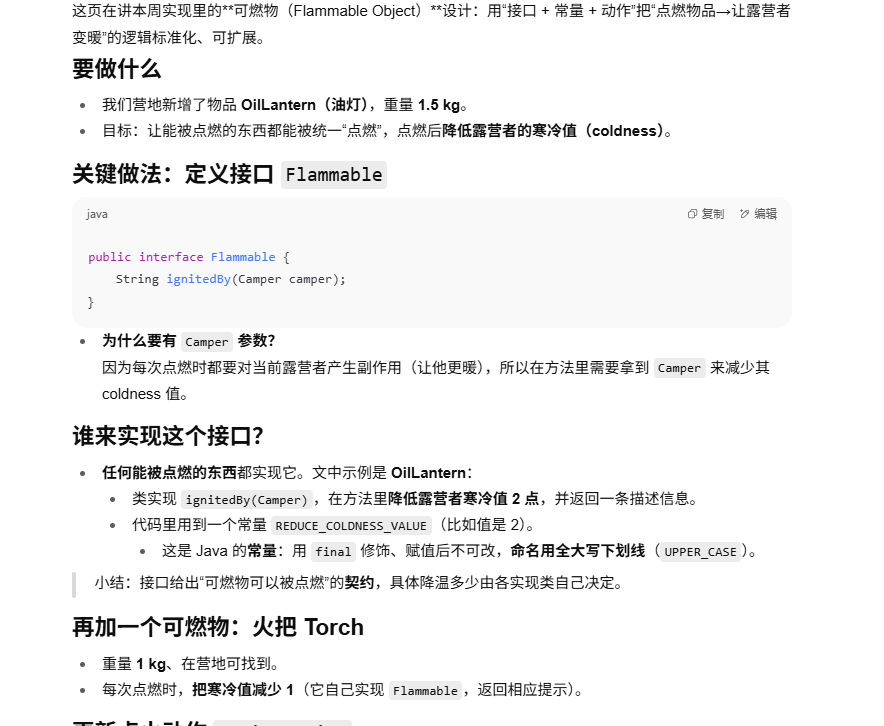 这页在讲本周实现里的**可燃物（Flammable Object）**设计：用“接口 + 常量 + 动作”把“点燃物品→让露营者
变暖”的逻辑标准化、可扩展。
要做什么
• 我们营地新增了物品 OilLantern（油灯），重量 1.5 kg。
• 目标：让能被点燃的东西都能被统一“点燃”，点燃后降低露营者的寒冷值（coldness）。
关键做法：定义接口 Flammable
java 复制 编辑
public interface Flammable {
    String ignitedBy(Camper camper);
}
• 为什么要有 Camper 参数？
因为每次点燃时都要对当前露营者产生副作用（让他更暖），所以在方法里需要拿到 Camper 来减少其
coldness 值。
谁来实现这个接口？
• 任何能被点燃的东西都实现它。文中示例是 OilLantern：
• 类实现 ignitedBy(Camper)，在方法里降低露营者寒冷值 2 点，并返回一条描述信息。
• 代码里用到一个常量 REDUCE_COLDNESS_VALUE（比如值是 2）。
• 这是 Java 的常量：用 final 修饰、赋值后不可改，命名用全大写下划线（UPPER_CASE）。
小结：接口给出“可燃物可以被点燃”的契约，具体降温多少由各实现类自己决定。
再加一个可燃物：火把 Torch
• 重量 1 kg、在营地可找到。
• 每次点燃时，把寒冷值减少 1（它自己实现 Flammable，返回相应提示）。